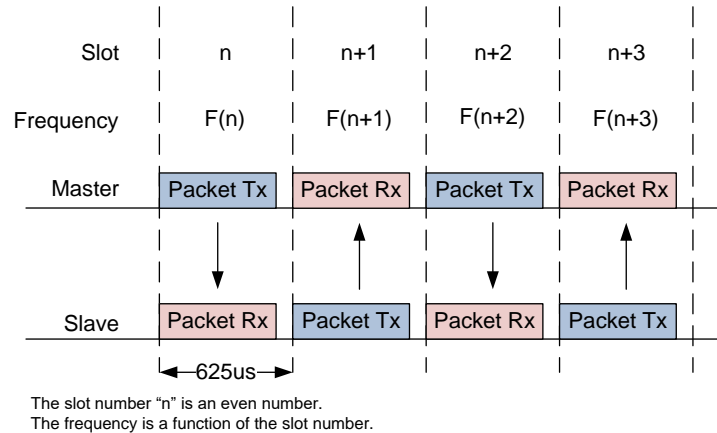 Slot n n+1 n+2 n+3
Frequency F(n) F(n+1) F(n+2) F(n+3)
Master Packet Tx Packet Rx Packet Tx Packet Rx
Slave Packet Rx Packet Tx Packet Rx Packet Tx
625us
The slot number “n” is an even number.
The frequency is a function of the slot number.